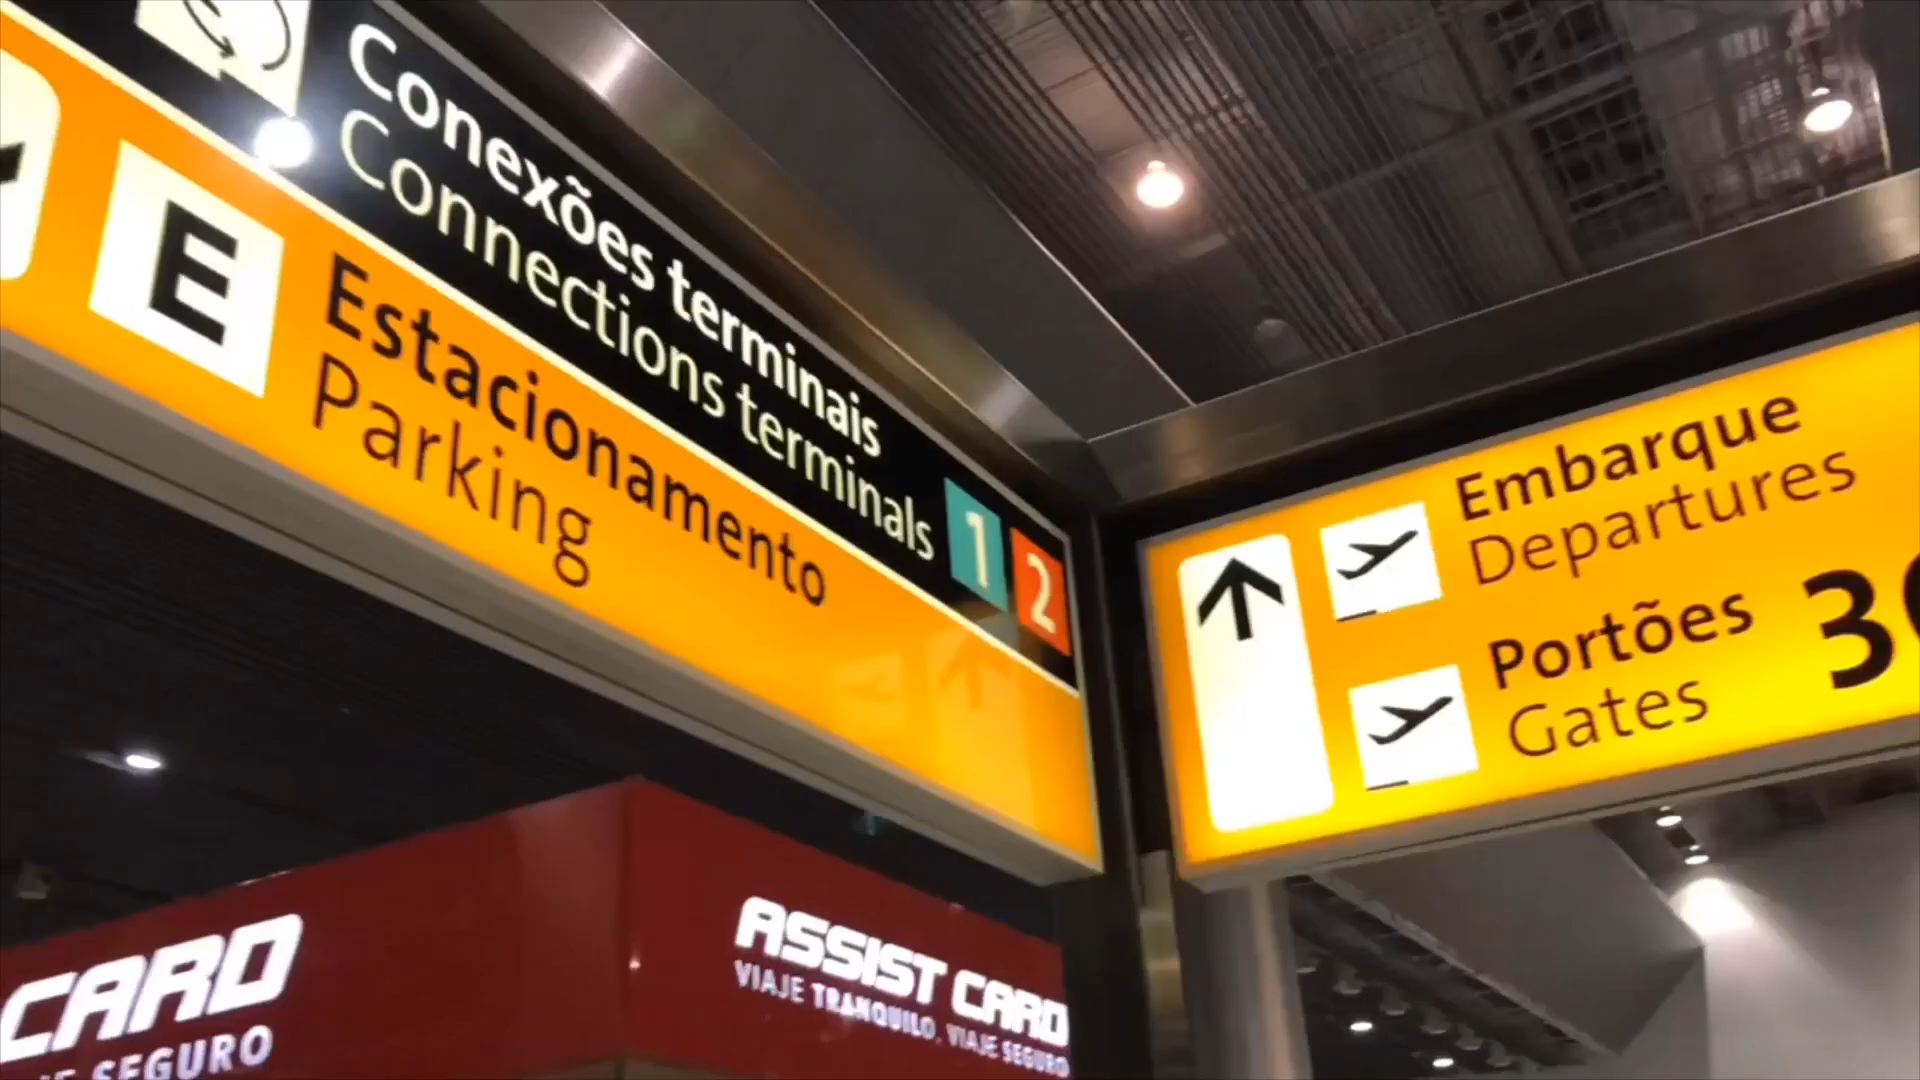 Conexões terminais
Connections terminals
1 2
E
Estacionamento
Parking
Embarque
Departures
Portões
Gates
CARD
SEGURO
ASSIST CARD
VIAJE TRANQUILO, VIAJE SEGURO